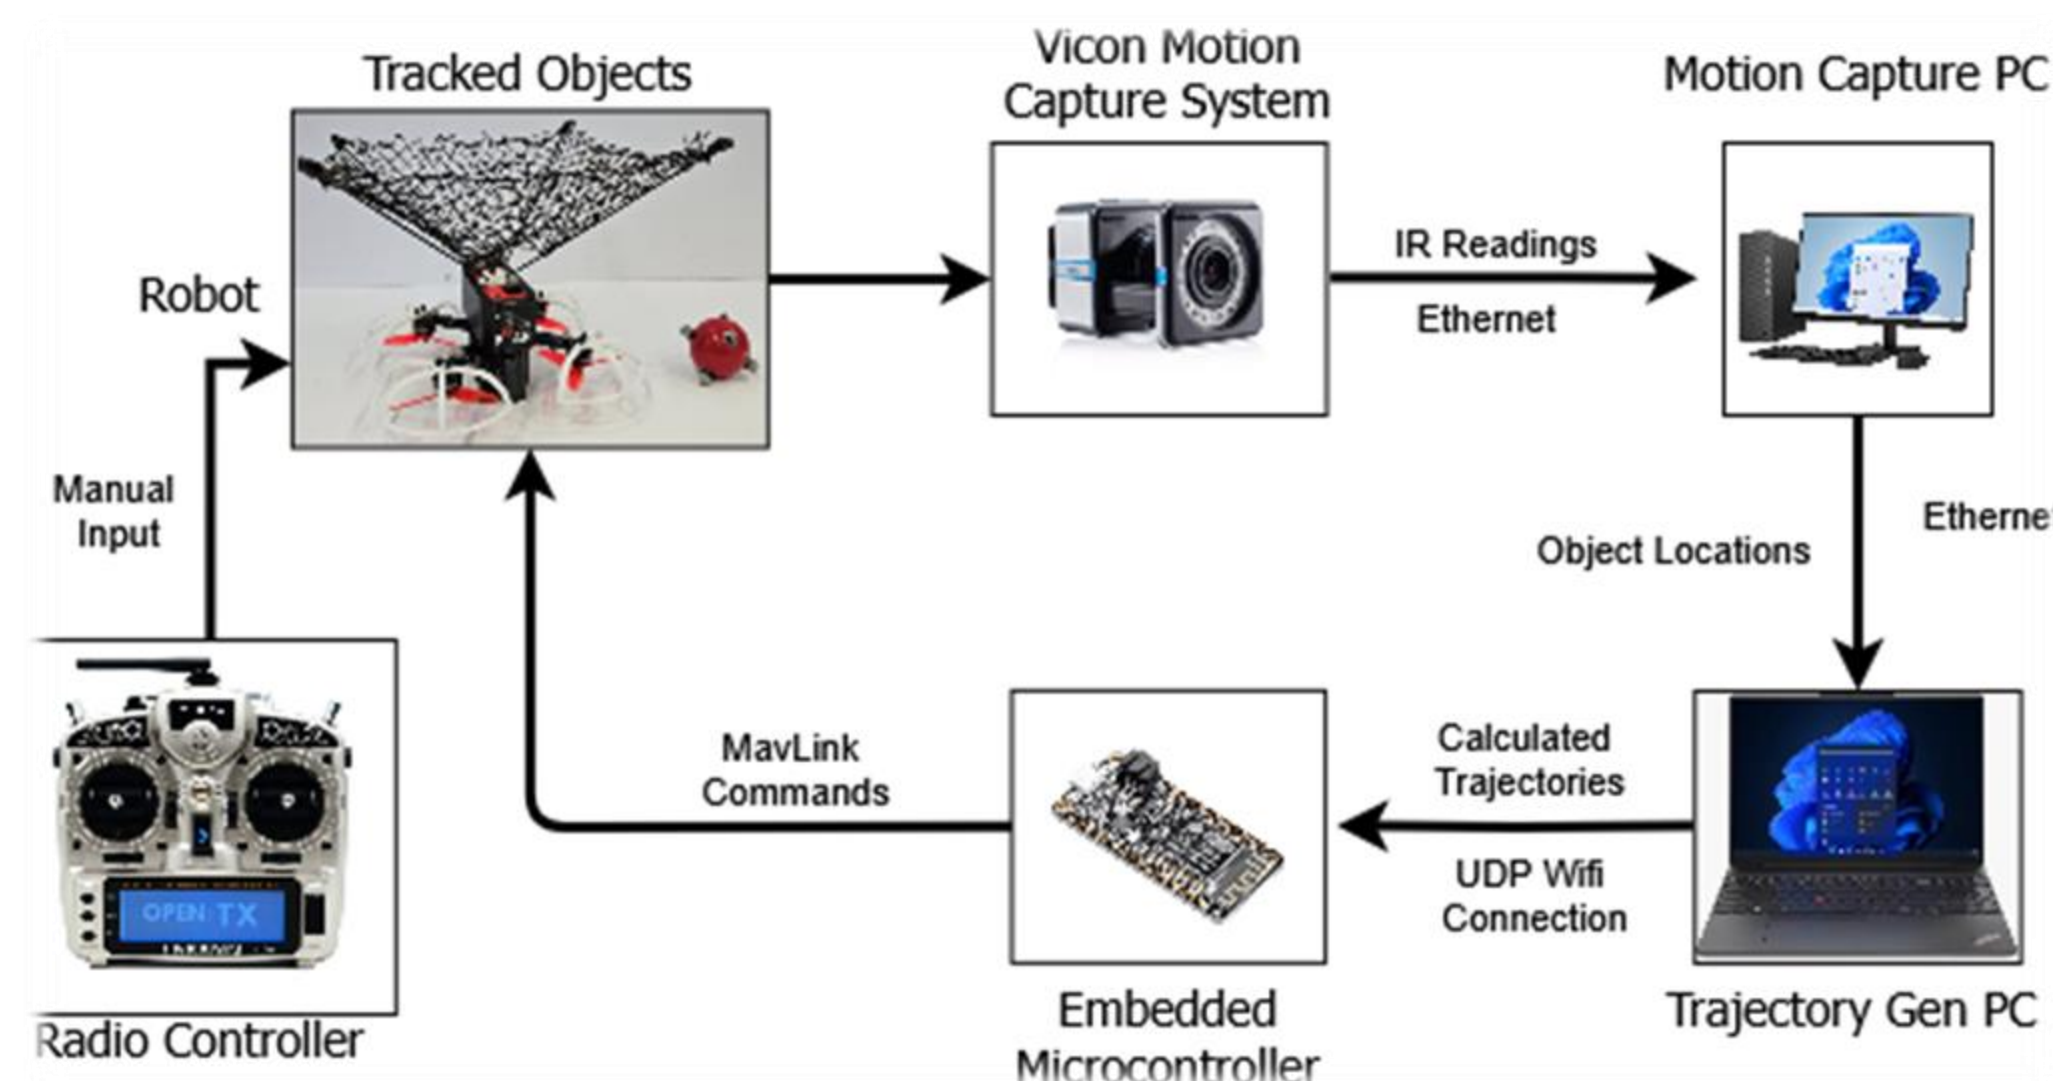 Tracked Objects
Vicon Motion
Capture System
Motion Capture PC
Robot
IR Readings
Ethernet
Manual
Input
Object Locations
Etherne
MavLink
Commands
Calculated
Trajectories
UDP Wifi
Connection
OPEN TX
Radio Controller
Embedded
Microcontroller
Trajectory Gen PC